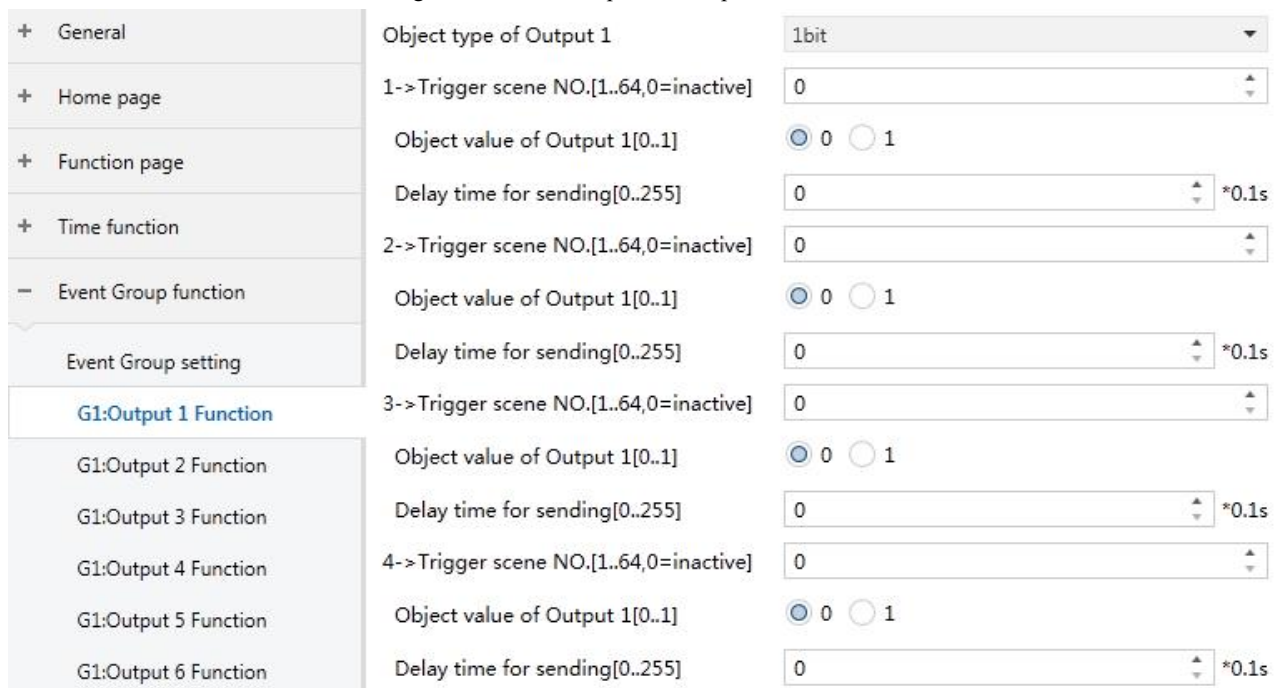 + General
+ Home page
+ Function page
+ Time function
− Event Group function
Event Group setting
G1:Output 1 Function
G1:Output 2 Function
G1:Output 3 Function
G1:Output 4 Function
G1:Output 5 Function
G1:Output 6 Function
Object type of Output 1 1bit
1->Trigger scene NO.[1..64,0=inactive] 0
Object value of Output 1[0..1] 0 1
Delay time for sending[0..255] 0 *0.1s
2->Trigger scene NO.[1..64,0=inactive] 0
Object value of Output 1[0..1] 0 1
Delay time for sending[0..255] 0 *0.1s
3->Trigger scene NO.[1..64,0=inactive] 0
Object value of Output 1[0..1] 0 1
Delay time for sending[0..255] 0 *0.1s
4->Trigger scene NO.[1..64,0=inactive] 0
Object value of Output 1[0..1] 0 1
Delay time for sending[0..255] 0 *0.1s